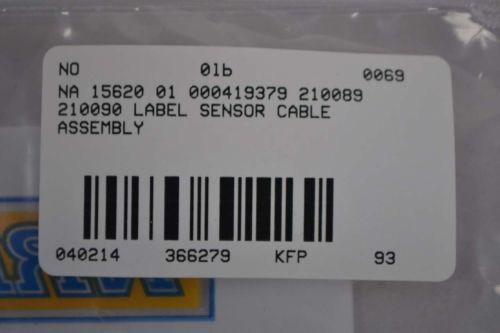 NO 01b 0069
NA 15620 01 000419379 210089
210090 LABEL SENSOR CABLE
ASSEMBLY
040214 366279 KFP 93